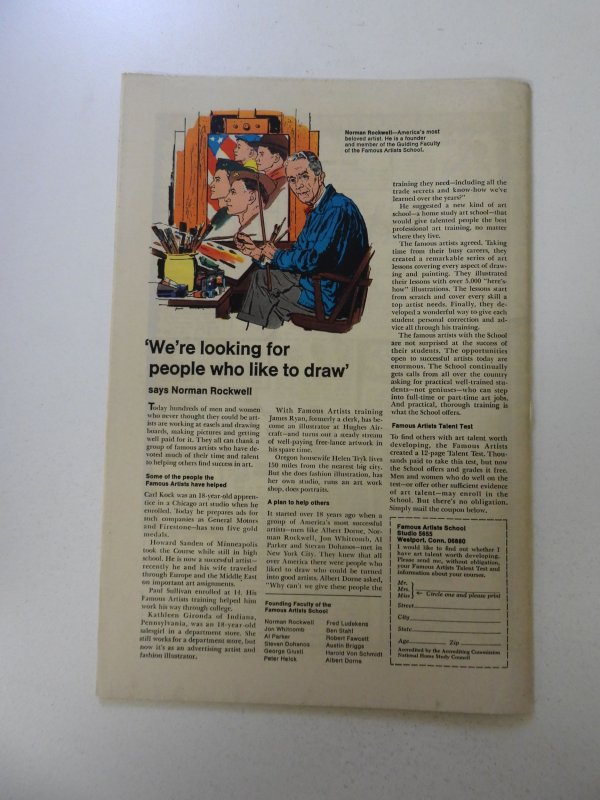 Norman Rockwell—America's most
beloved artist. He is a founder
and member of the Guiding Faculty
of the Famous Artists School.
'We're looking for
people who like to draw'
says Norman Rockwell
Today hundreds of men and women
who never thought they could be art-
ists are working at easels and drawing
boards, making pictures and getting
well paid for it. They all can thank a
group of famous artists who have de-
voted much of their time and talent
to helping others find success in art.
Some of the people the
Famous Artists have helped
Carl Kock was an 18-year-old appren-
tice in a Chicago art studio when he
enrolled. Today he prepares ads for
such companies as General Motors
and Firestone—has won five gold
medals.
Howard Sanden of Minneapolis
took the Course while still in high
school. He is now a successful artist—
recently he and his wife traveled
through Europe and the Middle East
on important art assignments.
Paul Sullivan enrolled at 14. His
Famous Artists training helped him
work his way through college.
Kathleen Gironda of Indiana,
Pennsylvania, was an 18-year-old
salesgirl in a department store. She
still works for a department store, but
now it's as an advertising artist and
fashion illustrator.
With Famous Artists training
James Ryan, formerly a clerk, has be-
come an illustrator at Hughes Air-
craft—and turns out a steady stream
of well-paying free-lance artwork in
his spare time.
Oregon housewife Helen Teyk lives
150 miles from the nearest big city.
But she does fashion illustration, has
her own studio, runs an art work
shop, does portraits.
A plan to help others
It started over 18 years ago when a
group of America's most successful
artists—men like Albert Dorne, Nor-
man Rockwell, Jon Whitcomb, Al
Parker and Stevan Dohanos—met in
New York City. They knew that all
over America there were people who
liked to draw who could be turned
into good artists. Albert Dorne asked,
"Why can't we give these people the
Founding Faculty of the
Famous Artists School
Norman Rockwell
Jon Whitcomb
Al Parker
Stevan Dohanos
George Giusti
Peter Helck
Fred Ludekens
Ben Stahl
Robert Fawcett
Austin Briggs
Harold Von Schmidt
Albert Dorne
training they need—including all the
trade secrets and know-how we've
learned over the years?"
He suggested a new kind of art
school—a home study art school—that
would give talented people the best
professional art training, no matter
where they live.
The famous artists agreed. Taking
time from their busy careers, they
created a remarkable series of art
lessons covering every aspect of draw-
ing and painting. They illustrated
their lessons with over 5,000 "here's-
how" illustrations. The lessons start
from scratch and cover every skill a
top artist needs. Finally, they de-
veloped a wonderful way to give each
student personal correction and ad-
vice all through his training.
The famous artists with the School
are not surprised at the success of
their students. The opportunities
open to successful artists today are
enormous. The School continually
gets calls from all over the country
asking for practical well-trained stu-
dents—not geniuses—who can step
into full-time or part-time art jobs.
And practical, thorough training is
what the School offers.
Famous Artists Talent Test
To find others with art talent worth
developing, the Famous Artists
created a 12-page Talent Test. Thou-
sands paid to take this test, but now
the School offers and grades it free.
Men and women who do well on the
test—or offer other sufficient evidence
of art talent—may enroll in the
School. But there's no obligation.
Simply mail the coupon below.
Famous Artists School
Studio 5655
Westport, Conn. 06880
I would like to find out whether I
have art talent worth developing.
Please send me, without obligation,
your Famous Artists Talent Test and
information about your courses.
Mr.
Mrs. ← Circle one and please print
Miss
Street
City
State
Age Zip
Accredited by the Accrediting Commission
National Home Study Council